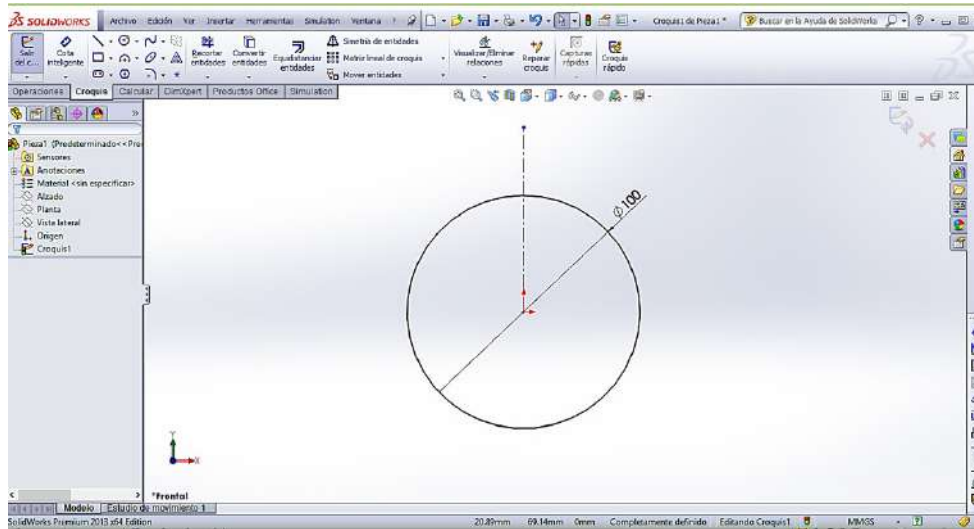 SOLIDWORKS Archivo Edición Ver Insertar Herramientas Simulation Ventana ? Croquis1 de Pieza1 * Buscar en la Ayuda de SolidWorks
Salir del c... Cota inteligente Recortar entidades Convertir entidades Equidistanciar entidades Simetría de entidades Matriz lineal de croquis Mover entidades Visualizar/Eliminar relaciones Reparar croquis Capturas rápidas Croquis rápido
Operaciones Croquis Calcular DimXpert Productos Office Simulation
Pieza1 (Predeterminado<<Pre
Sensores
Anotaciones
Material <sin especificar>
Alzado
Planta
Vista lateral
Origen
Croquis1
Ø100
Y
X
*Frontal
Modelo Estudio de movimiento 1
SolidWorks Premium 2013 x64 Edition 20.89mm 69.14mm 0mm Completamente definido Editando Croquis1 MMGS